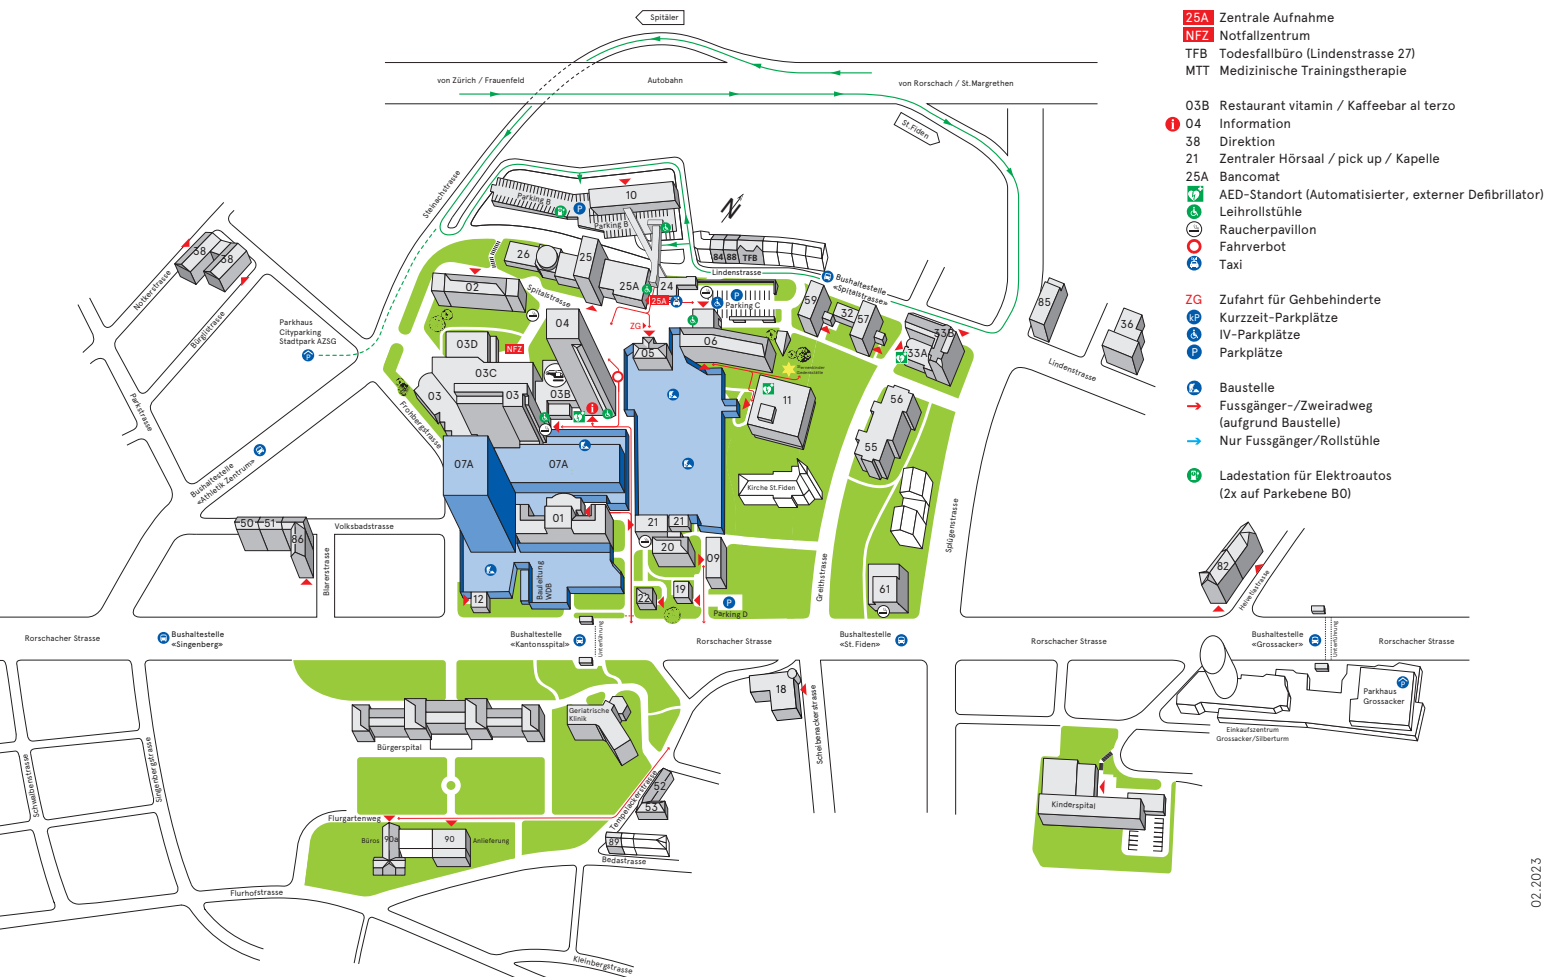 Spitäler
von Zürich / Frauenfeld
Autobahn
von Rorschach / St.Margrethen
St.Fiden
Steinachstrasse
Parking B
P
10
Parking B
N
84 88 TFB
Lindenstrasse
Bushaltestelle
«Spitalstrasse»
26
25
25A
24
25A
P
Parking C
02
Spitalstrasse
04
ZG
05
06
59
32
57
33B
33A
85
36
Lindenstrasse
38
38
Notkerstrasse
Bürglistrasse
Parkstrasse
Parkhaus
Cityparking
Stadtpark AZSG
P
03D
NFZ
03C
03
03
03B
i
11
56
55
Frohbergstrasse
Bushaltestelle
«Athletik Zentrum»
07A
07A
Kirche St.Fiden
50
51
86
Volksbadstrasse
Blarerstrasse
01
21
21
20
09
Bauleitung
WDB
12
22
19
P
Parking D
61
Greithstrasse
Splügenstrasse
82
Helvetiastrasse
Rorschacher Strasse
Bushaltestelle
«Singenberg»
Bushaltestelle
«Kantonsspital»
Unterführung
Rorschacher Strasse
Bushaltestelle
«St.Fiden»
Rorschacher Strasse
Bushaltestelle
«Grossacker»
Unterführung
Rorschacher Strasse
Geriatrische
Klinik
Bürgerspital
18
Scheibenackerstrasse
Parkhaus
Grossacker
P
Einkaufszentrum
Grossacker/Silberturm
Schwalbenstrasse
Singenbergstrasse
Tempelackerstrasse
52
53
89
Bedastrasse
Kinderspital
Flurgartenweg
Büros
90a
90
Anlieferung
Flurhofstrasse
Kleinbergstrasse
25A Zentrale Aufnahme
NFZ Notfallzentrum
TFB Todesfallbüro (Lindenstrasse 27)
MTT Medizinische Trainingstherapie
03B Restaurant vitamin / Kaffeebar al terzo
i 04 Information
38 Direktion
21 Zentraler Hörsaal / pick up / Kapelle
25A Bancomat
AED-Standort (Automatisierter, externer Defibrillator)
Leihrollstühle
Raucherpavillon
Fahrverbot
Taxi
ZG Zufahrt für Gehbehinderte
kP Kurzzeit-Parkplätze
IV-Parkplätze
P Parkplätze
Baustelle
Fussgänger-/Zweiradweg
(aufgrund Baustelle)
Nur Fussgänger/Rollstühle
Ladestation für Elektroautos
(2x auf Parkebene B0)
02.2023